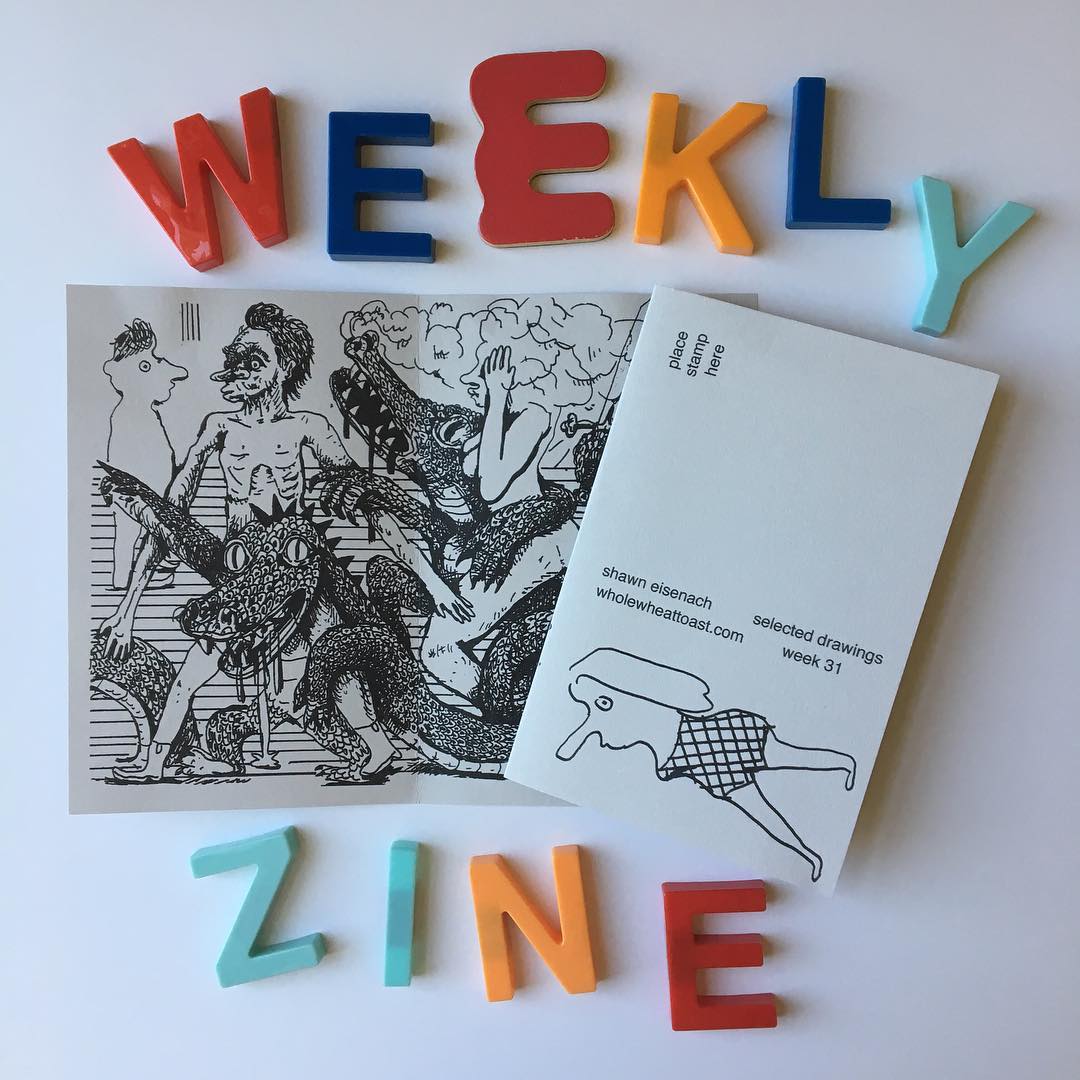 WEEKLY
place
stamp
here
shawn eisenach
wholewheattoast.com
selected drawings
week 31
ZINE